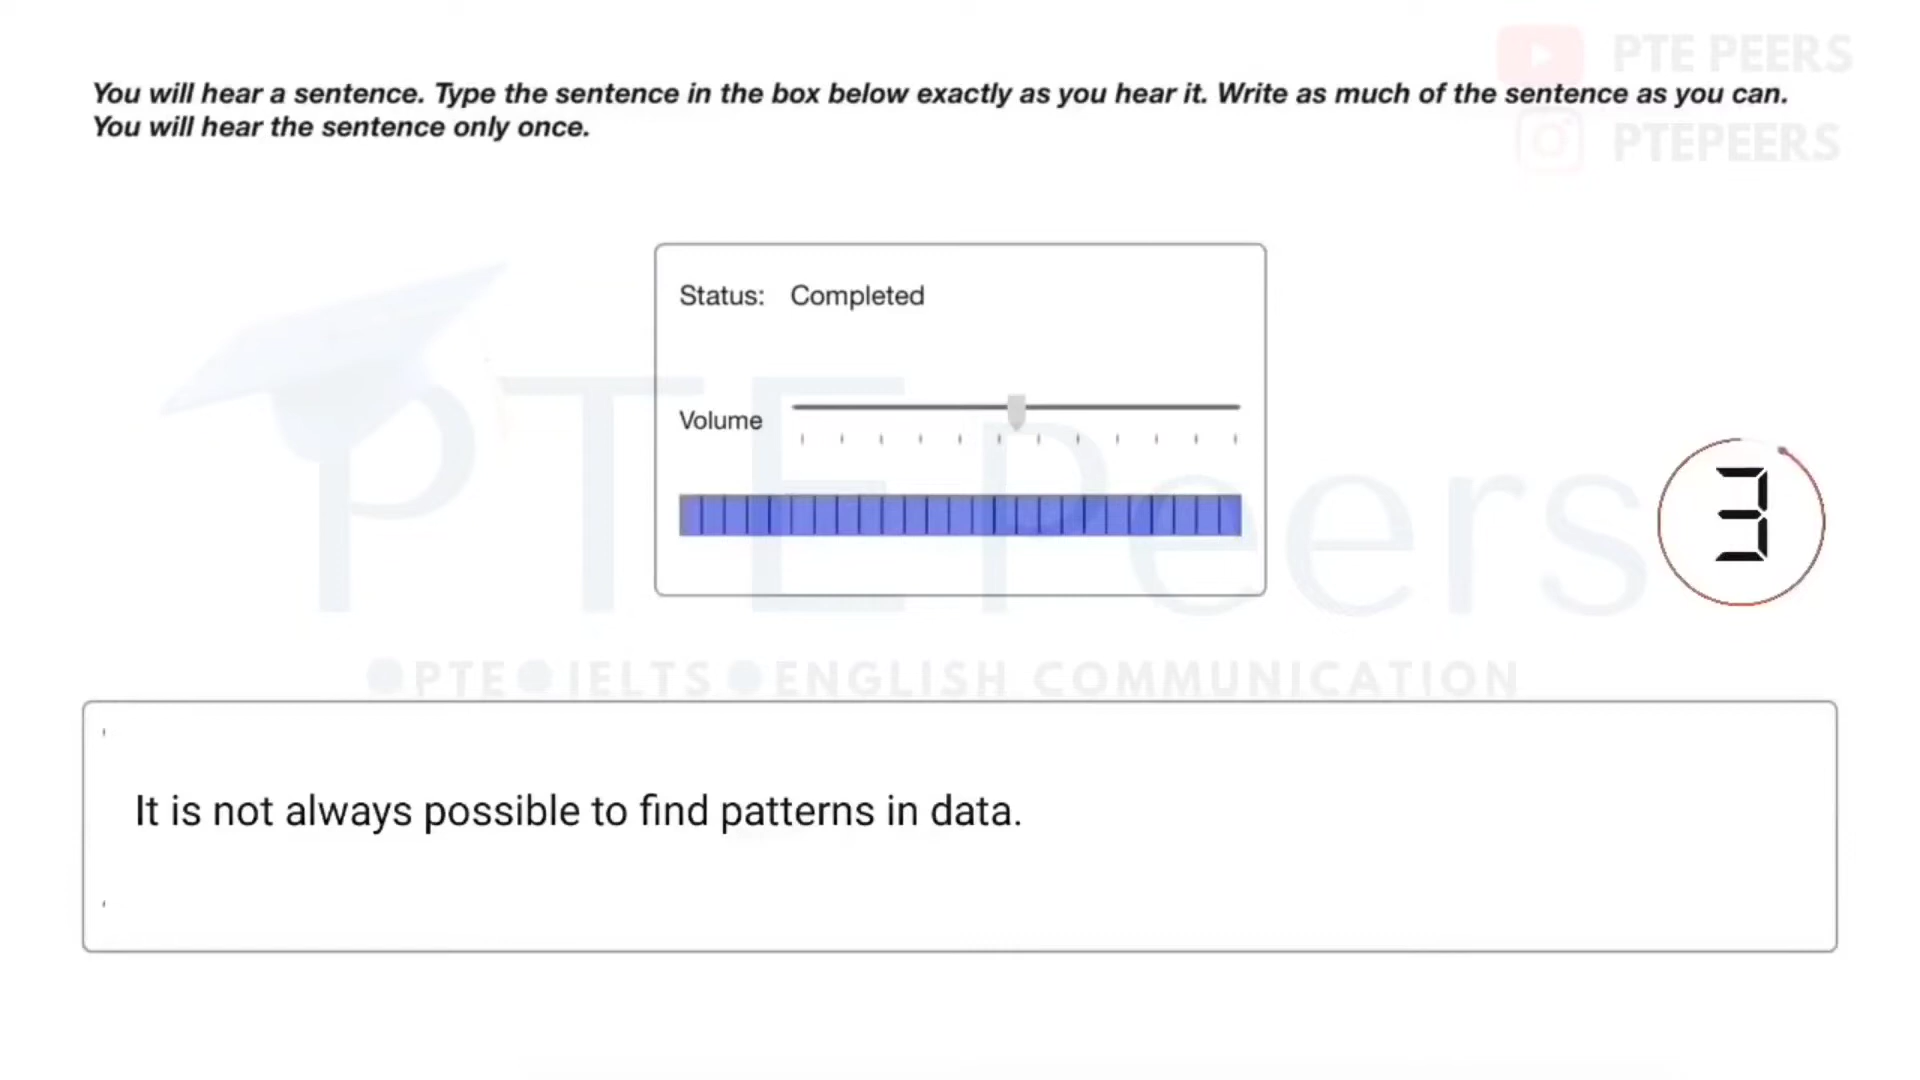 PTE PEERS
You will hear a sentence. Type the sentence in the box below exactly as you hear it. Write as much of the sentence as you can.
You will hear the sentence only once.
PTEPEERS
Status: Completed
Volume
3
PTE Peers
PTE IELTS ENGLISH COMMUNICATION
It is not always possible to find patterns in data.